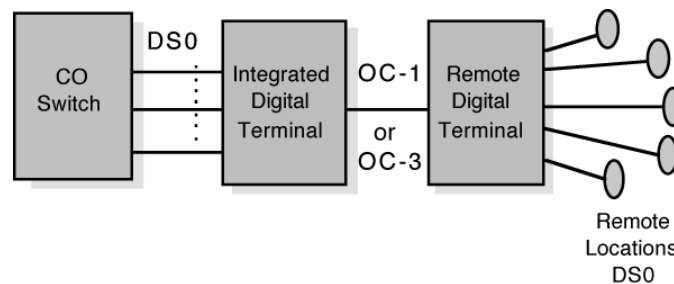 DS0
CO
Switch
Integrated
Digital
Terminal
OC-1
or
OC-3
Remote
Digital
Terminal
Remote
Locations
DS0